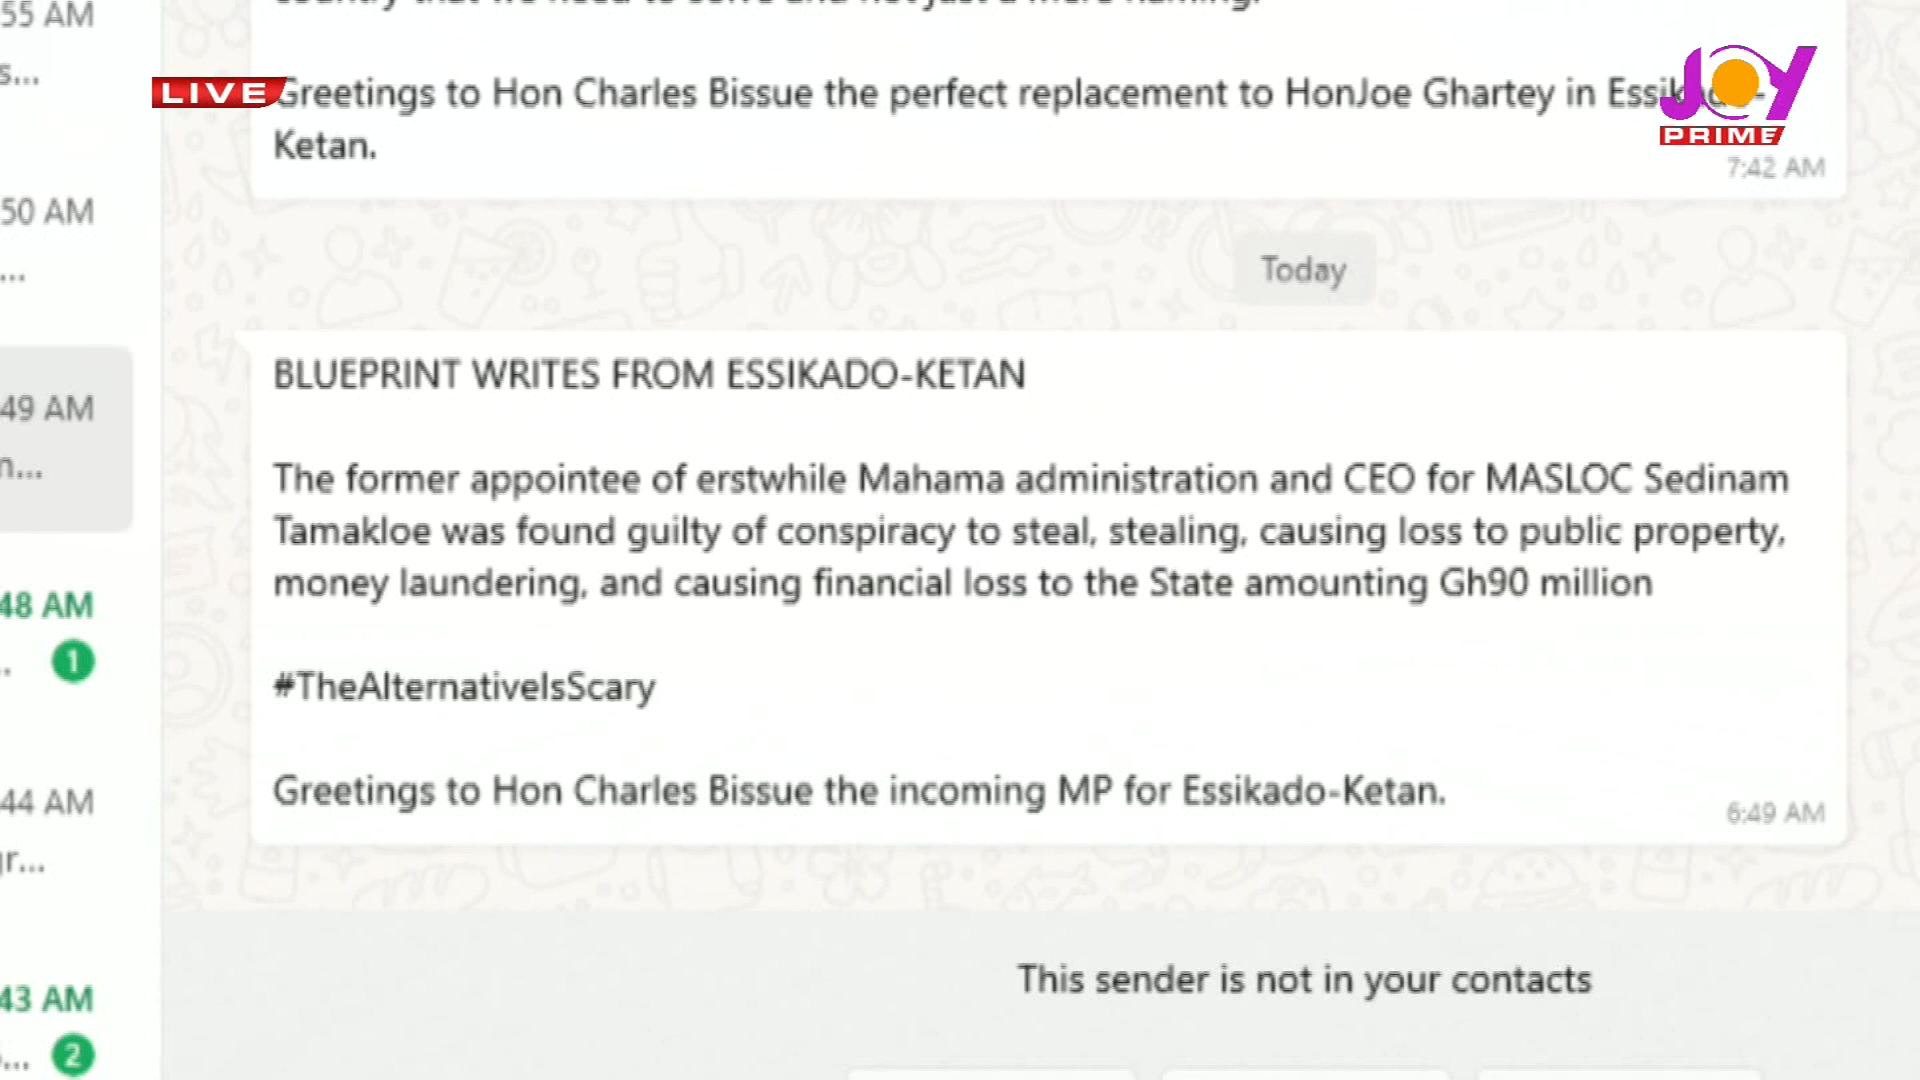 55 AM
s...
LIVE
Greetings to Hon Charles Bissue the perfect replacement to HonJoe Ghartey in
Ketan.
JOY
PRIME
7:42 AM
50 AM
...
Today
49 AM
n...
BLUEPRINT WRITES FROM ESSIKADO-KETAN
The former appointee of erstwhile Mahama administration and CEO for MASLOC Sedinam
Tamakloe was found guilty of conspiracy to steal, stealing, causing loss to public property,
money laundering, and causing financial loss to the State amounting Gh90 million
48 AM
1
#TheAlternativeIsScary
Greetings to Hon Charles Bissue the incoming MP for Essikado-Ketan.
6:49 AM
44 AM
gr...
This sender is not in your contacts
43 AM
2